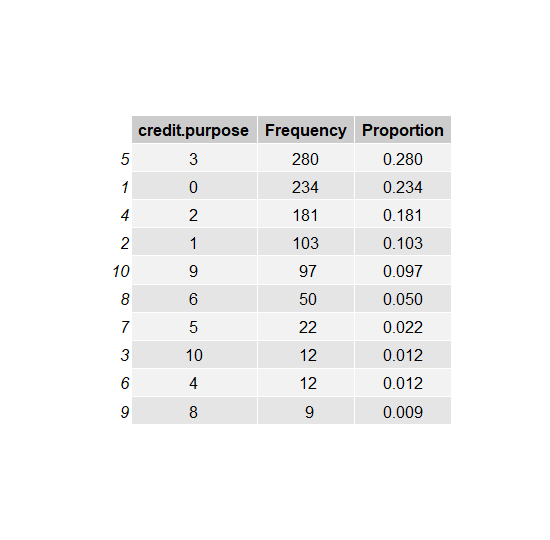 credit.purpose Frequency Proportion
5 3 280 0.280
1 0 234 0.234
4 2 181 0.181
2 1 103 0.103
10 9 97 0.097
8 6 50 0.050
7 5 22 0.022
3 10 12 0.012
6 4 12 0.012
9 8 9 0.009